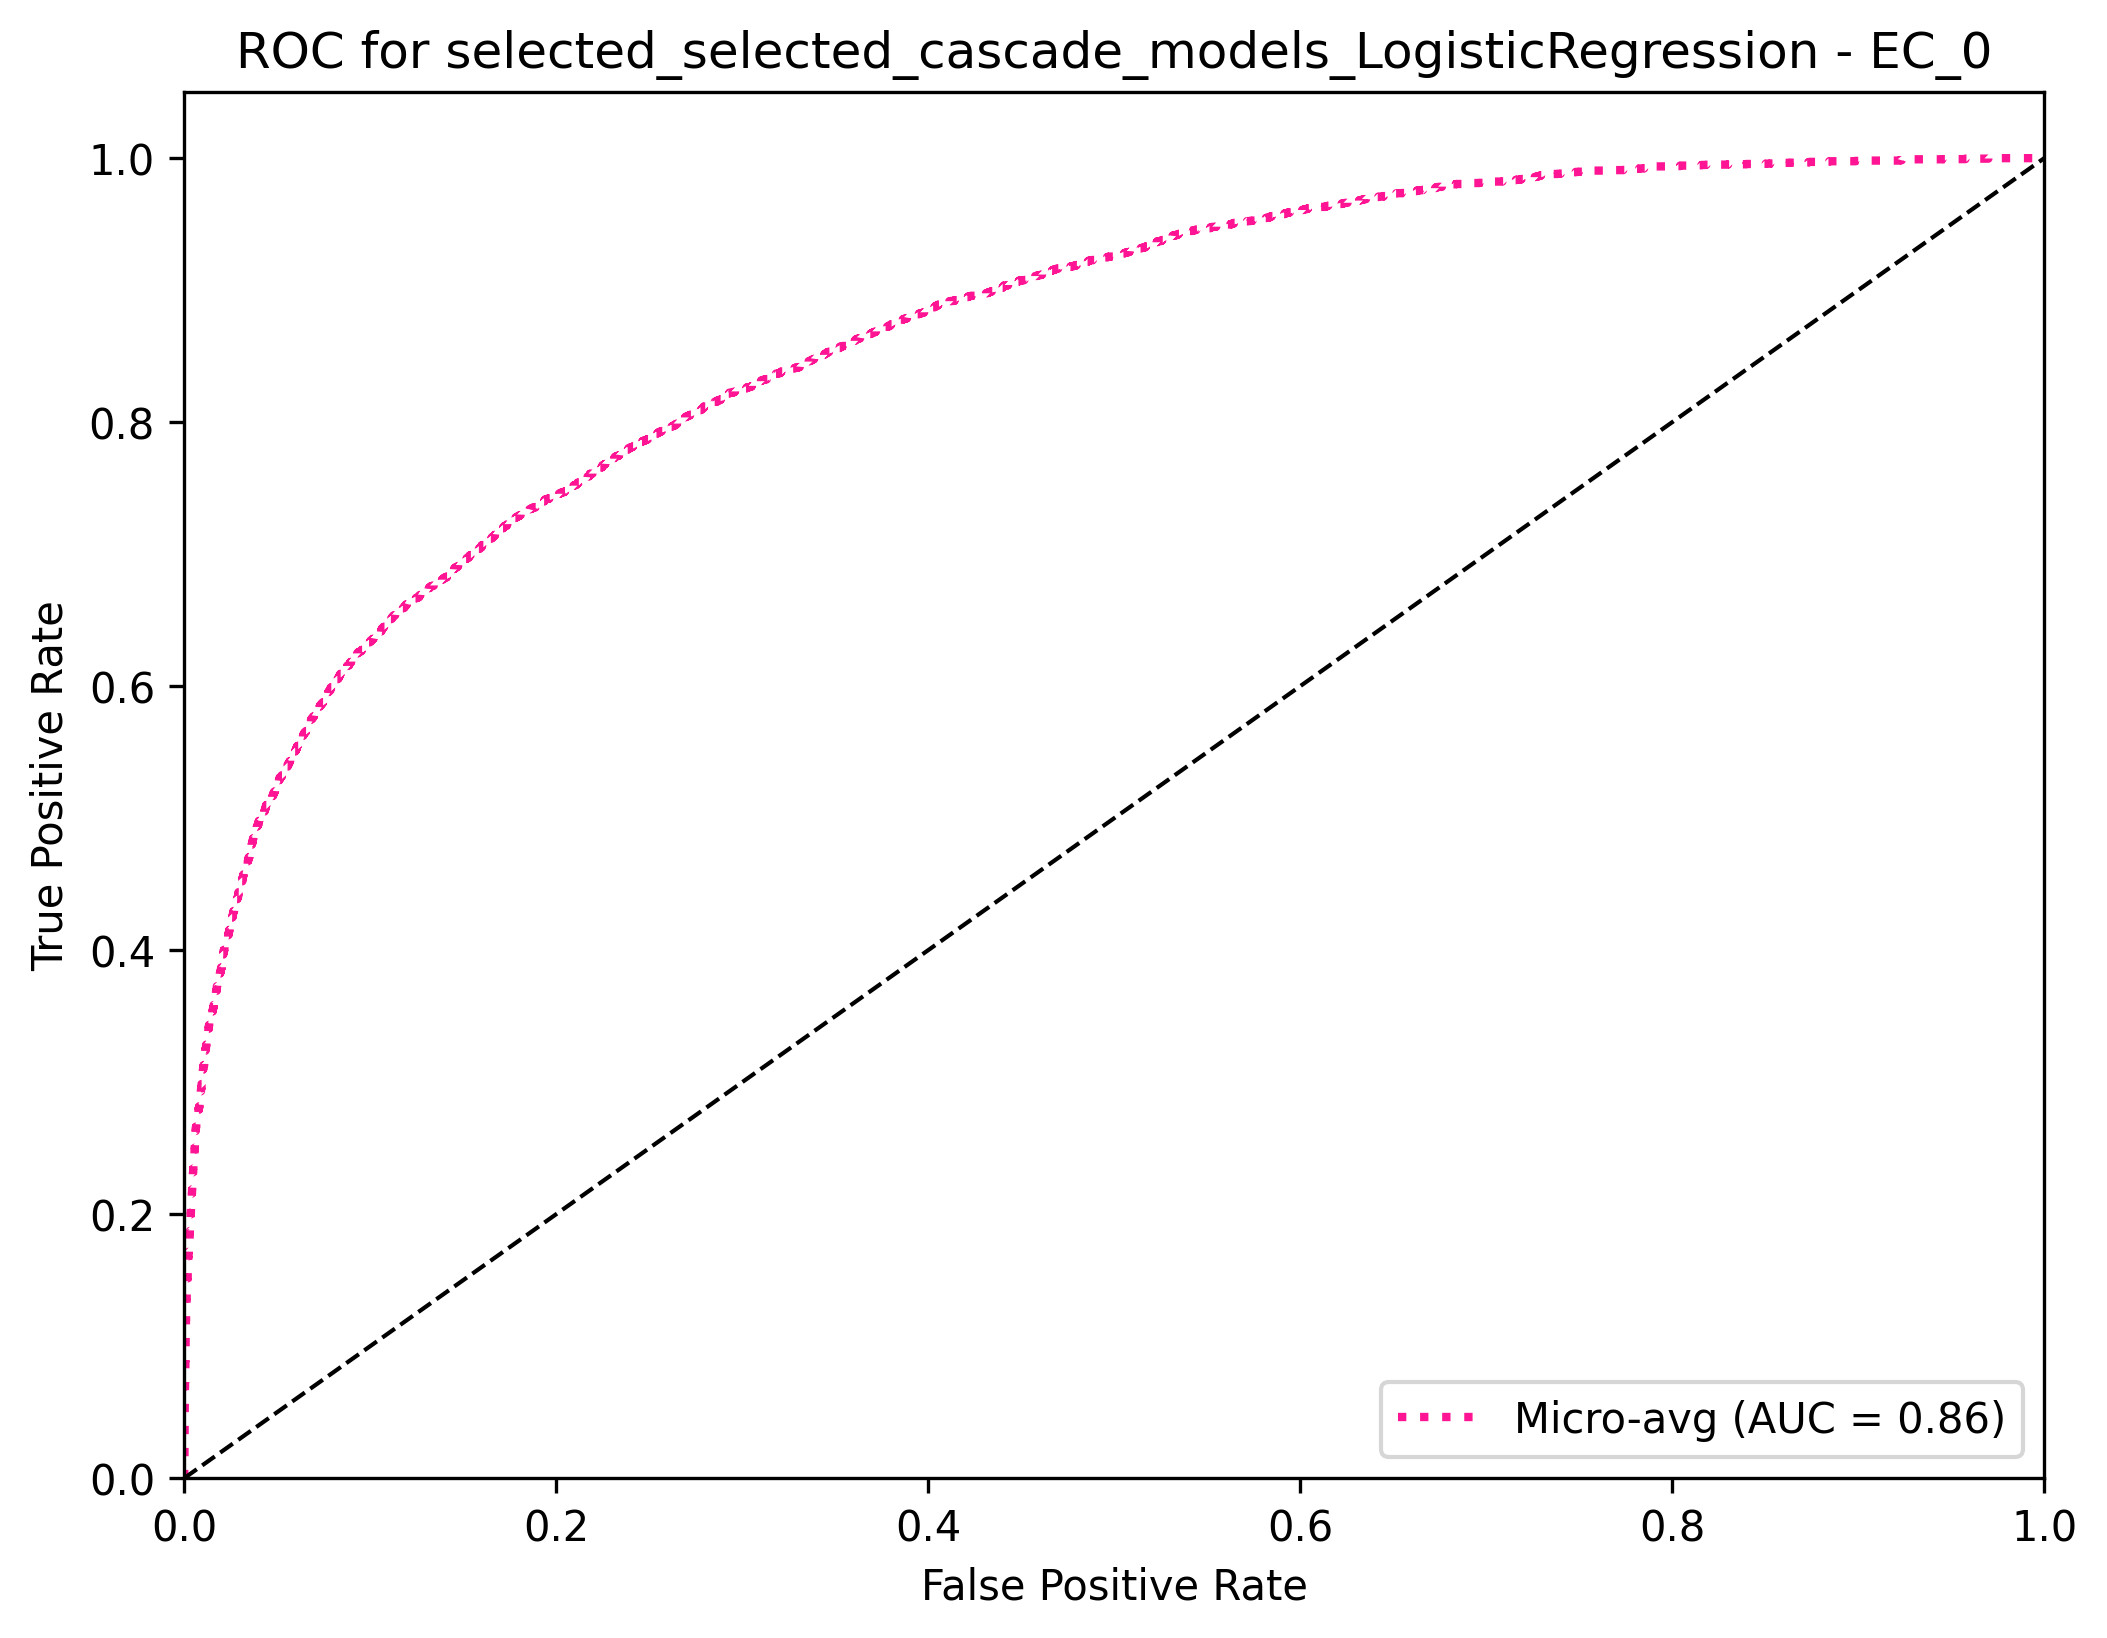 ROC for selected_selected_cascade_models_LogisticRegression - EC_0
1.0
0.8
0.6
0.4
0.2
0.0
True Positive Rate
Micro-avg (AUC = 0.86)
0.0 0.2 0.4 0.6 0.8 1.0
False Positive Rate